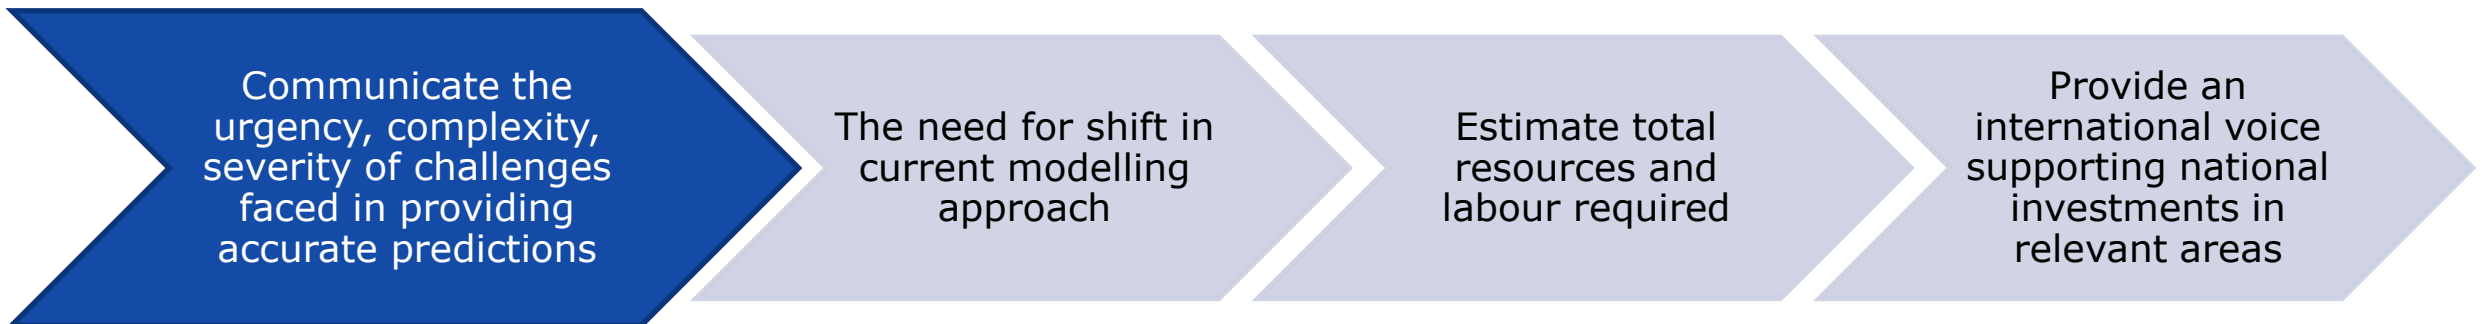 Communicate the
urgency, complexity,
severity of challenges
faced in providing
accurate predictions
The need for shift in
current modelling
approach
Estimate total
resources and
labour required
Provide an
international voice
supporting national
investments in
relevant areas